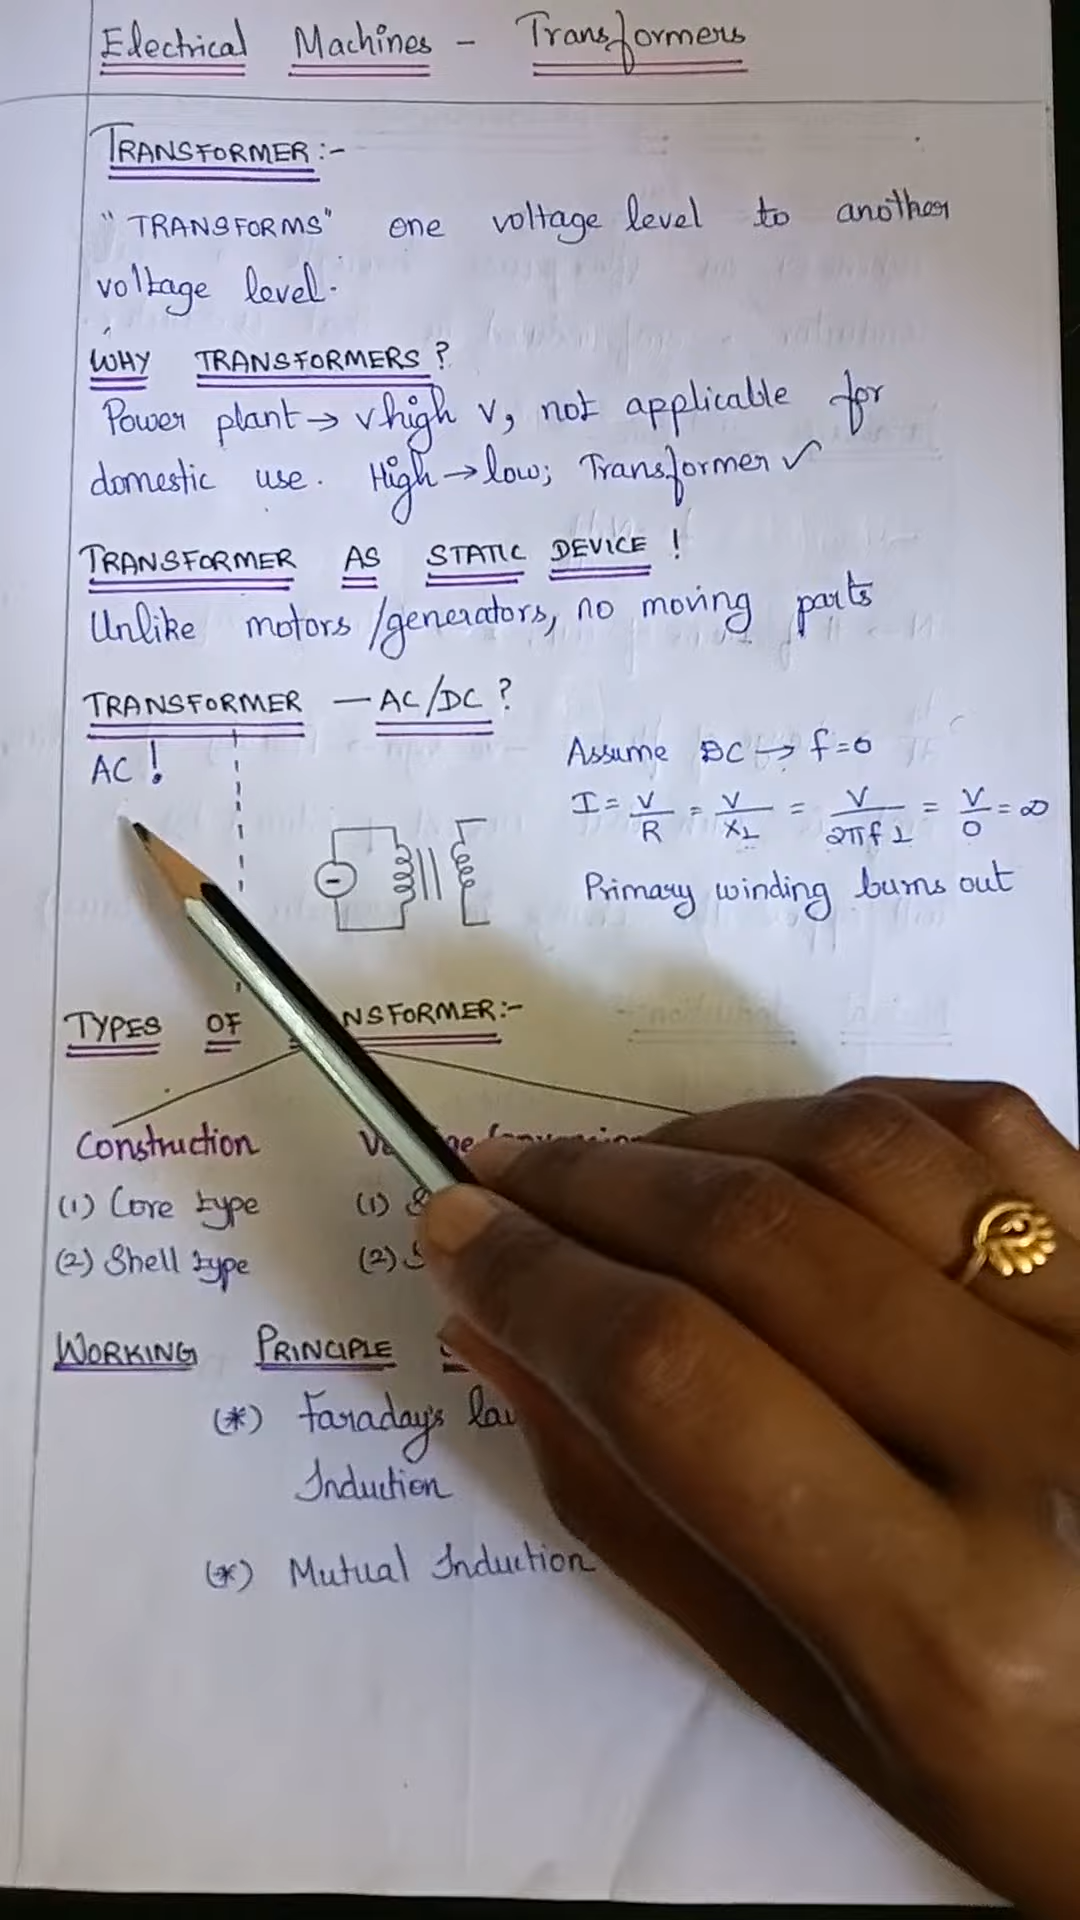 Electrical Machines - Transformers
TRANSFORMER :-
"TRANSFORMS" one voltage level to another
voltage level.
WHY TRANSFORMERS ?
Power plant → vhigh v, not applicable for
domestic use. High → low; Transformer ✓
TRANSFORMER AS STATIC DEVICE !
Unlike motors /generators, no moving parts
TRANSFORMER — AC/DC ?
AC !
Assume DC → f=0
I = V/R = V/XL = V/2πfL = V/0 = ∞
Primary winding burns out
TYPES OF NSFORMER:-
Construction
(1) Core type (1)
(2) Shell type (2) S
WORKING PRINCIPLE
(*) Faraday's law
Induction
(*) Mutual Induction